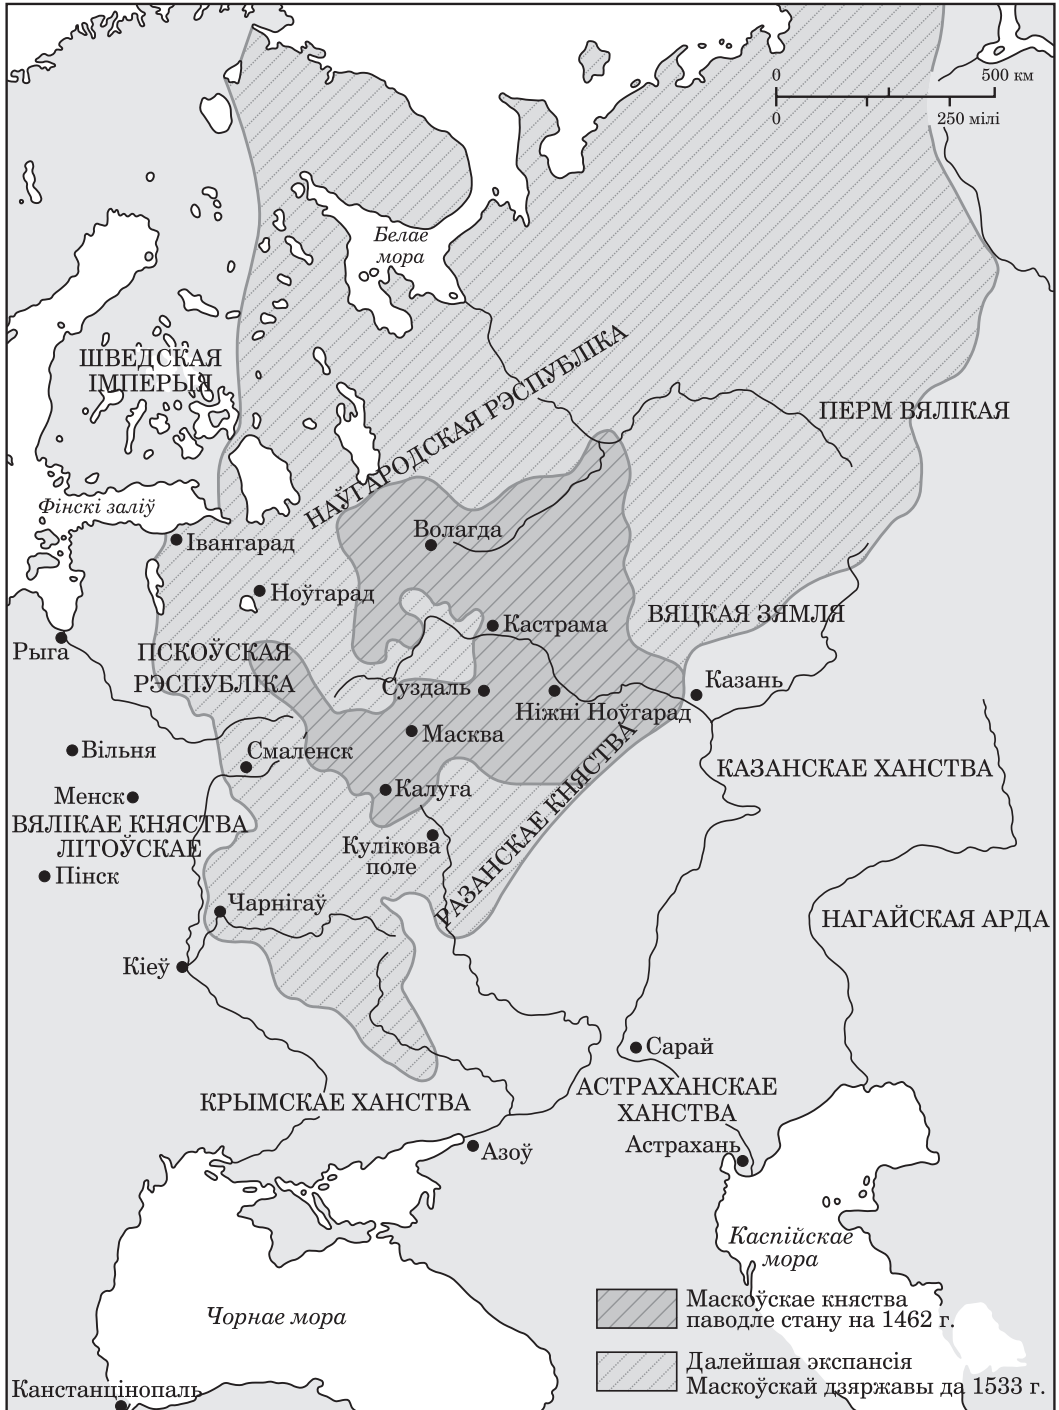 0
500 км
0
250 мілі
Белае
мора
ШВЕДСКАЯ
ІМПЕРЫЯ
НАЎГАРОДСКАЯ РЭСПУБЛІКА
ПЕРМ ВЯЛІКАЯ
Фінскі заліў
Івангарад
Волагда
Ноўгарад
Кастрама
ВЯЦКАЯ ЗЯМЛЯ
Рыга
ПСКОЎСКАЯ
РЭСПУБЛІКА
Суздаль
Казань
Ніжні Ноўгарад
Масква
Вільня
Смаленск
КАЗАНСКАЕ ХАНСТВА
Менск
Калуга
ВЯЛІКАЕ КНЯСТВА
ЛІТОЎСКАЕ
Кулікова
поле
РАЗАНСКАЕ КНЯСТВА
Пінск
Чарнігаў
НАГАЙСКАЯ АРДА
Кіеў
Сарай
АСТРАХАНСКАЕ
ХАНСТВА
КРЫМСКАЕ ХАНСТВА
Азоў
Астрахань
Каспійскае
мора
Чорнае мора
Маскоўскае княства
паводле стану на 1462 г.
Далейшая экспансія
Маскоўскай дзяржавы да 1533 г.
Канстанцінопаль